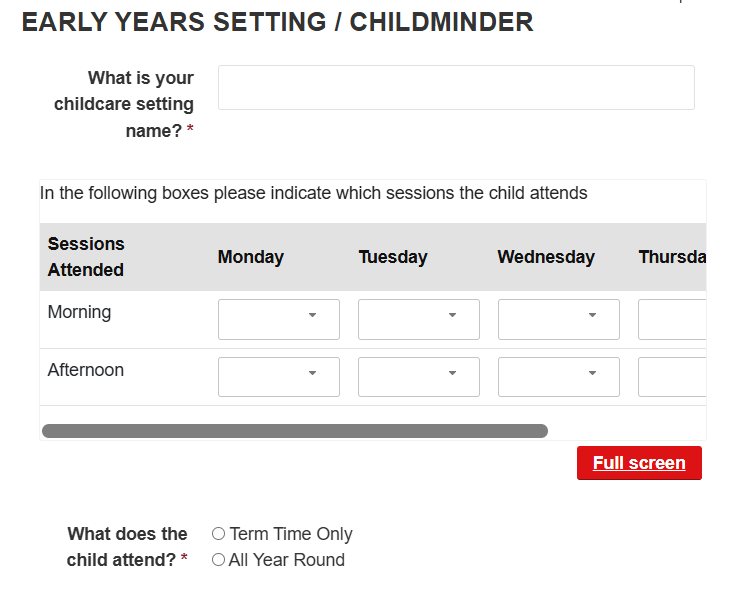 EARLY YEARS SETTING / CHILDMINDER
What is your
childcare setting
name? *
In the following boxes please indicate which sessions the child attends
Sessions Attended Monday Tuesday Wednesday Thursda
Morning
Afternoon
Full screen
What does the
child attend? *
Term Time Only
All Year Round